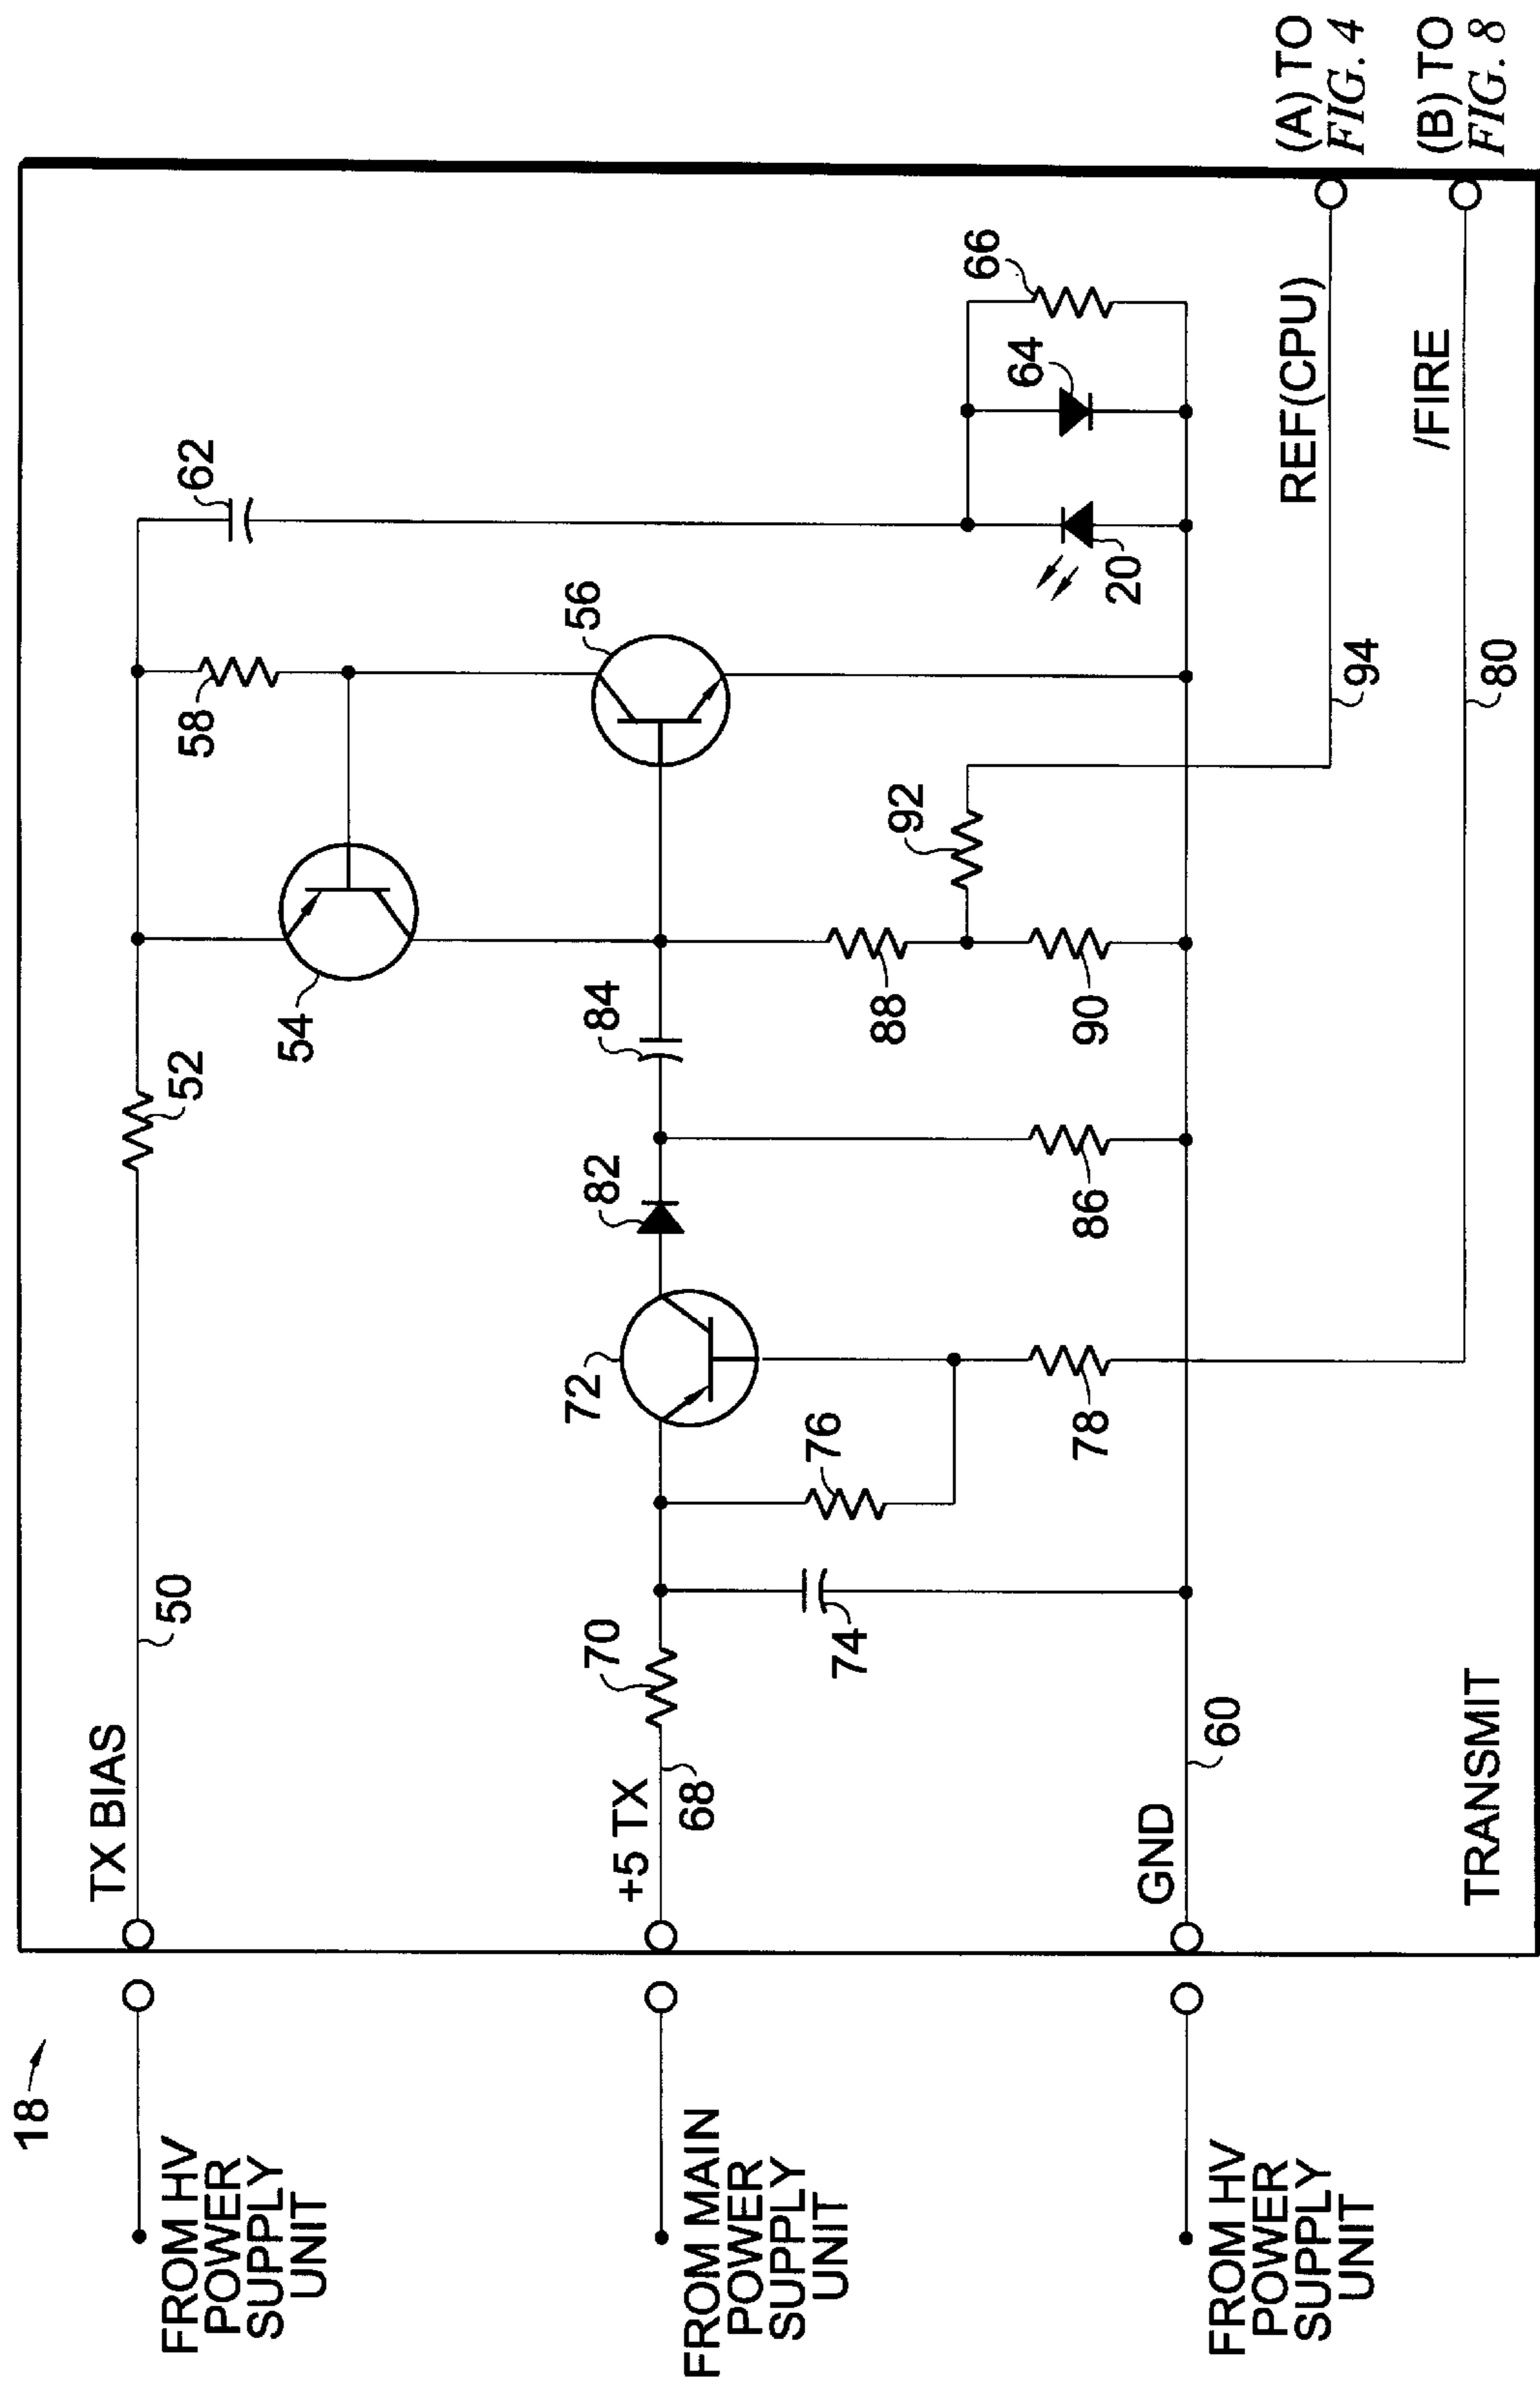 18
FROM HV
POWER
SUPPLY
UNIT
FROM MAIN
POWER
SUPPLY
UNIT
FROM HV
POWER
SUPPLY
UNIT
TX BIAS
50
52
54
58
62
+5 TX
68
70
72
82
84
56
74
76
78
86
88
90
92
20
64
66
GND
60
TRANSMIT
REF(CPU)
94
/FIRE
80
(A) TO
FIG. 4
(B) TO
FIG. 8